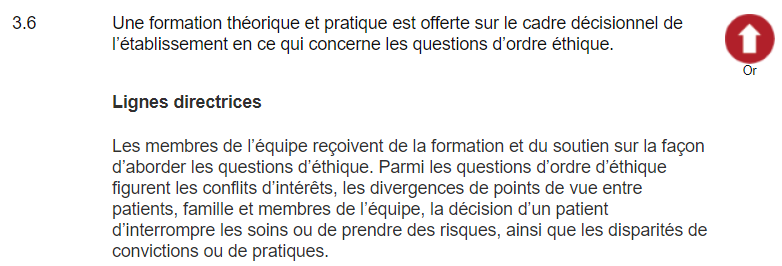 3.6 Une formation théorique et pratique est offerte sur le cadre décisionnel de
l'établissement en ce qui concerne les questions d'ordre éthique.
Or
Lignes directrices
Les membres de l'équipe reçoivent de la formation et du soutien sur la façon
d'aborder les questions d'éthique. Parmi les questions d'ordre d'éthique
figurent les conflits d'intérêts, les divergences de points de vue entre
patients, famille et membres de l'équipe, la décision d'un patient
d'interrompre les soins ou de prendre des risques, ainsi que les disparités de
convictions ou de pratiques.